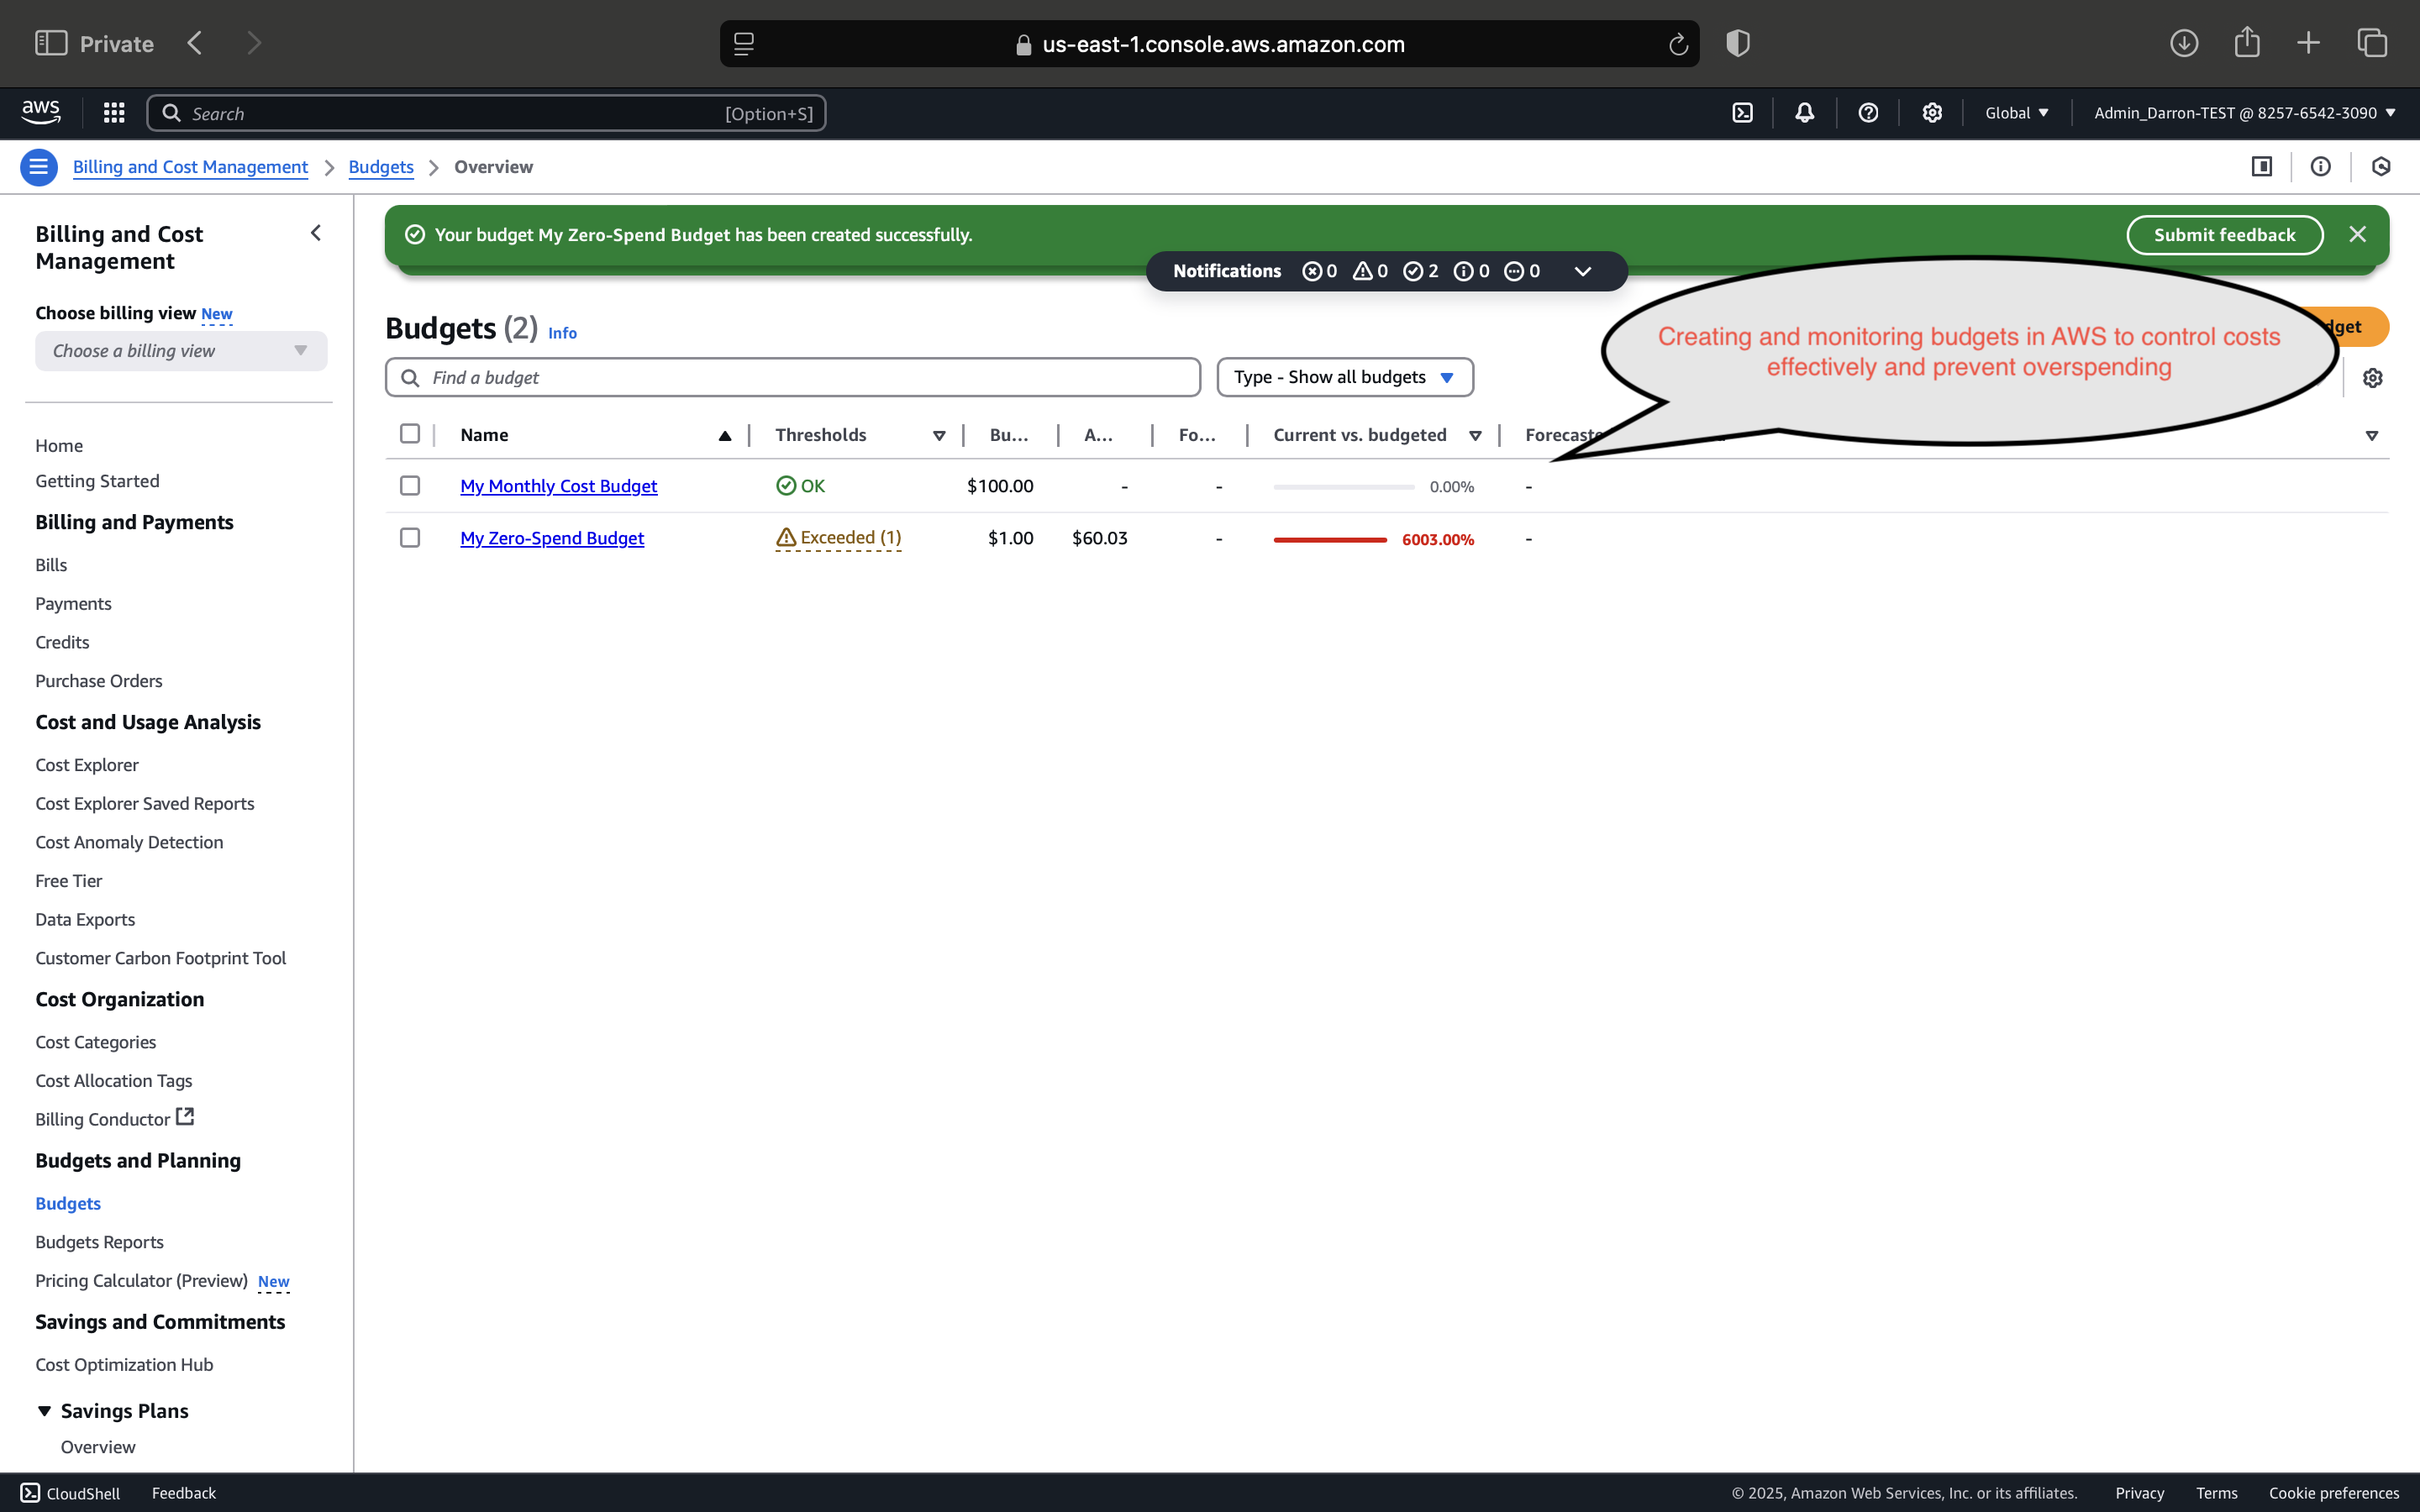 Private
us-east-1.console.aws.amazon.com
aws
Search [Option+S]
Global
Admin_Darron-TEST @ 8257-6542-3090
Billing and Cost Management > Budgets > Overview
Billing and Cost
Management
Choose billing view New
Choose a billing view
Home
Getting Started
Billing and Payments
Bills
Payments
Credits
Purchase Orders
Cost and Usage Analysis
Cost Explorer
Cost Explorer Saved Reports
Cost Anomaly Detection
Free Tier
Data Exports
Customer Carbon Footprint Tool
Cost Organization
Cost Categories
Cost Allocation Tags
Billing Conductor
Budgets and Planning
Budgets
Budgets Reports
Pricing Calculator (Preview) New
Savings and Commitments
Cost Optimization Hub
Savings Plans
Overview
Your budget My Zero-Spend Budget has been created successfully.
Submit feedback
Notifications 0 0 2 0 0
Budgets (2) Info
Creating and monitoring budgets in AWS to control costs
effectively and prevent overspending
Find a budget
Type - Show all budgets
Name Thresholds Bu... A... Fo... Current vs. budgeted
My Monthly Cost Budget OK $100.00 - - 0.00% -
My Zero-Spend Budget Exceeded (1) $1.00 $60.03 - 6003.00% -
CloudShell Feedback © 2025, Amazon Web Services, Inc. or its affiliates. Privacy Terms Cookie preferences